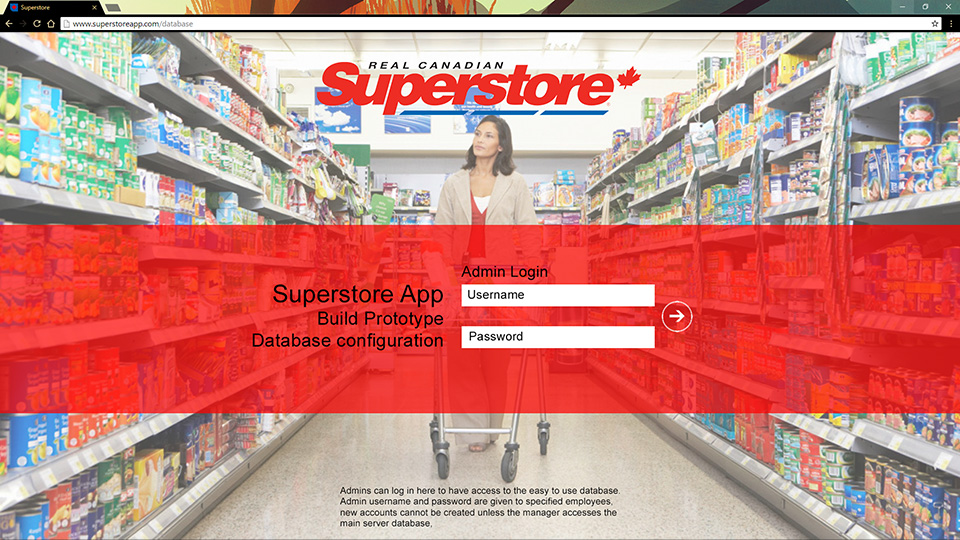 Superstore
www.superstoreapp.com/database
REAL CANADIAN
Superstore
Admin Login
Superstore App
Username
Build Prototype
Database configuration
Password
Admins can log in here to have access to the easy to use database.
Admin username and password are given to specified employees,
new accounts cannot be created unless the manager accesses the
main server database,